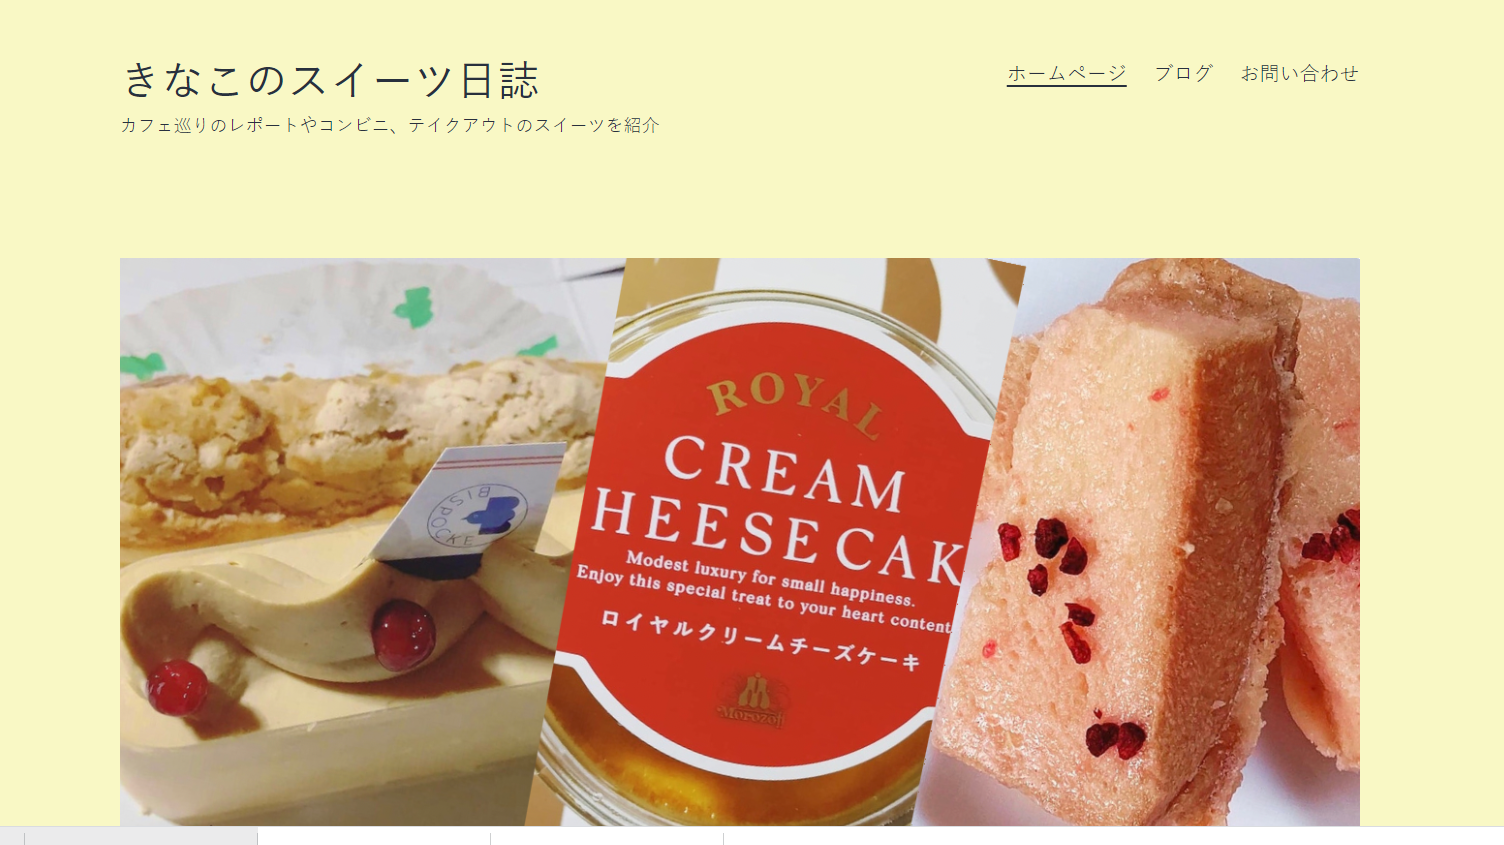 きなこのスイーツ日誌
カフェ巡りのレポートやコンビニ、テイクアウトのスイーツを紹介
ホームページ ブログ お問い合わせ
BISPOCKE
ROYAL
CREAM
HEESE CAK
Modest luxury for small happiness.
Enjoy this special treat to your heart content
ロイヤルクリームチーズケーキ
Morozoff